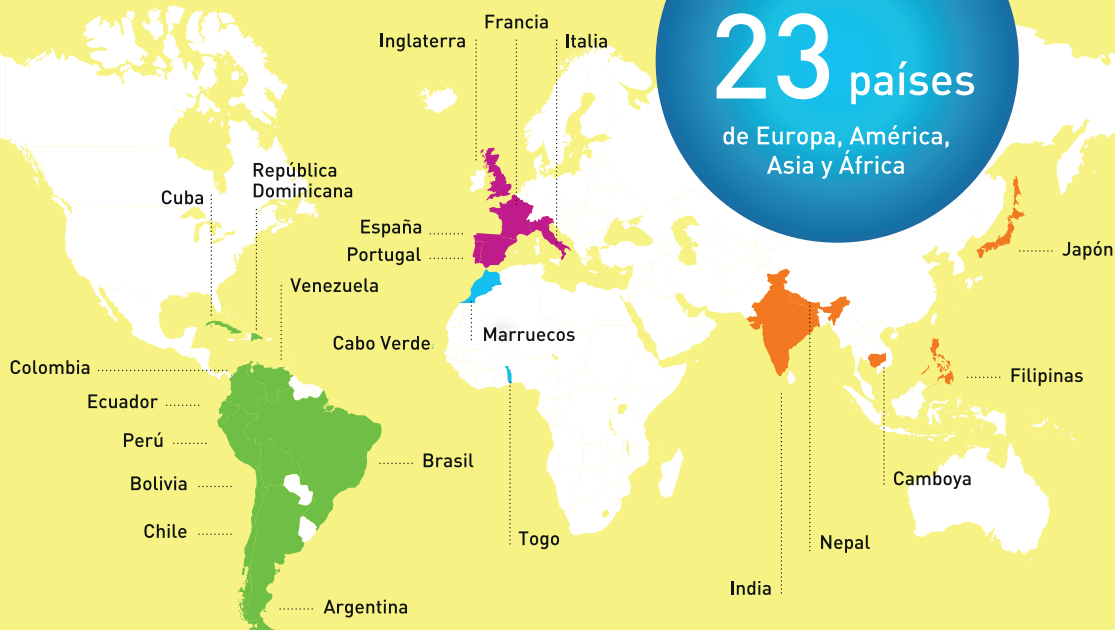 23 países
de Europa, América,
Asia y África
Francia
Inglaterra
Italia
República
Dominicana
Cuba
España
Portugal
Japón
Venezuela
Marruecos
Cabo Verde
Colombia
Filipinas
Ecuador
Perú
Brasil
Bolivia
Camboya
Chile
Togo
Nepal
India
Argentina